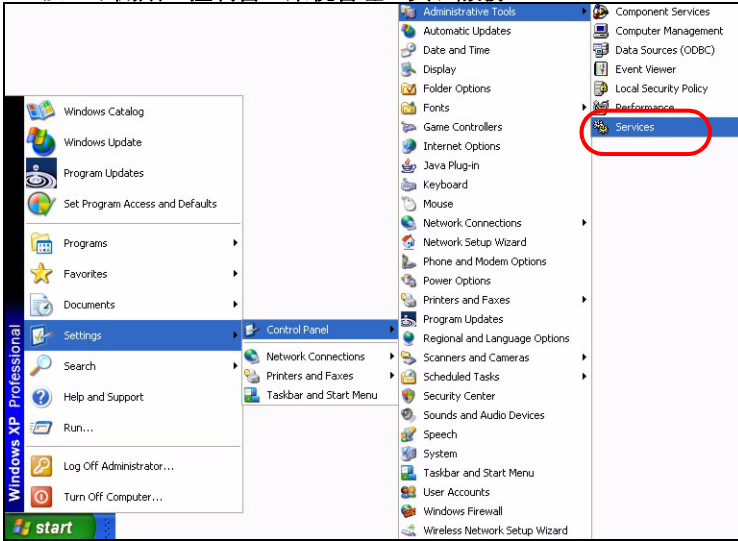 Windows Catalog
Windows Update
Program Updates
Set Program Access and Defaults
Programs
Favorites
Documents
Settings
Search
Help and Support
Run...
Log Off Administrator...
Turn Off Computer...
Windows XP Professional
start
Control Panel
Network Connections
Printers and Faxes
Taskbar and Start Menu
Administrative Tools
Automatic Updates
Date and Time
Display
Folder Options
Fonts
Game Controllers
Internet Options
Java Plug-in
Keyboard
Mouse
Network Connections
Network Setup Wizard
Phone and Modem Options
Power Options
Printers and Faxes
Program Updates
Regional and Language Options
Scanners and Cameras
Scheduled Tasks
Security Center
Sounds and Audio Devices
Speech
System
Taskbar and Start Menu
User Accounts
Windows Firewall
Wireless Network Setup Wizard
Component Services
Computer Management
Data Sources (ODBC)
Event Viewer
Local Security Policy
Performance
Services